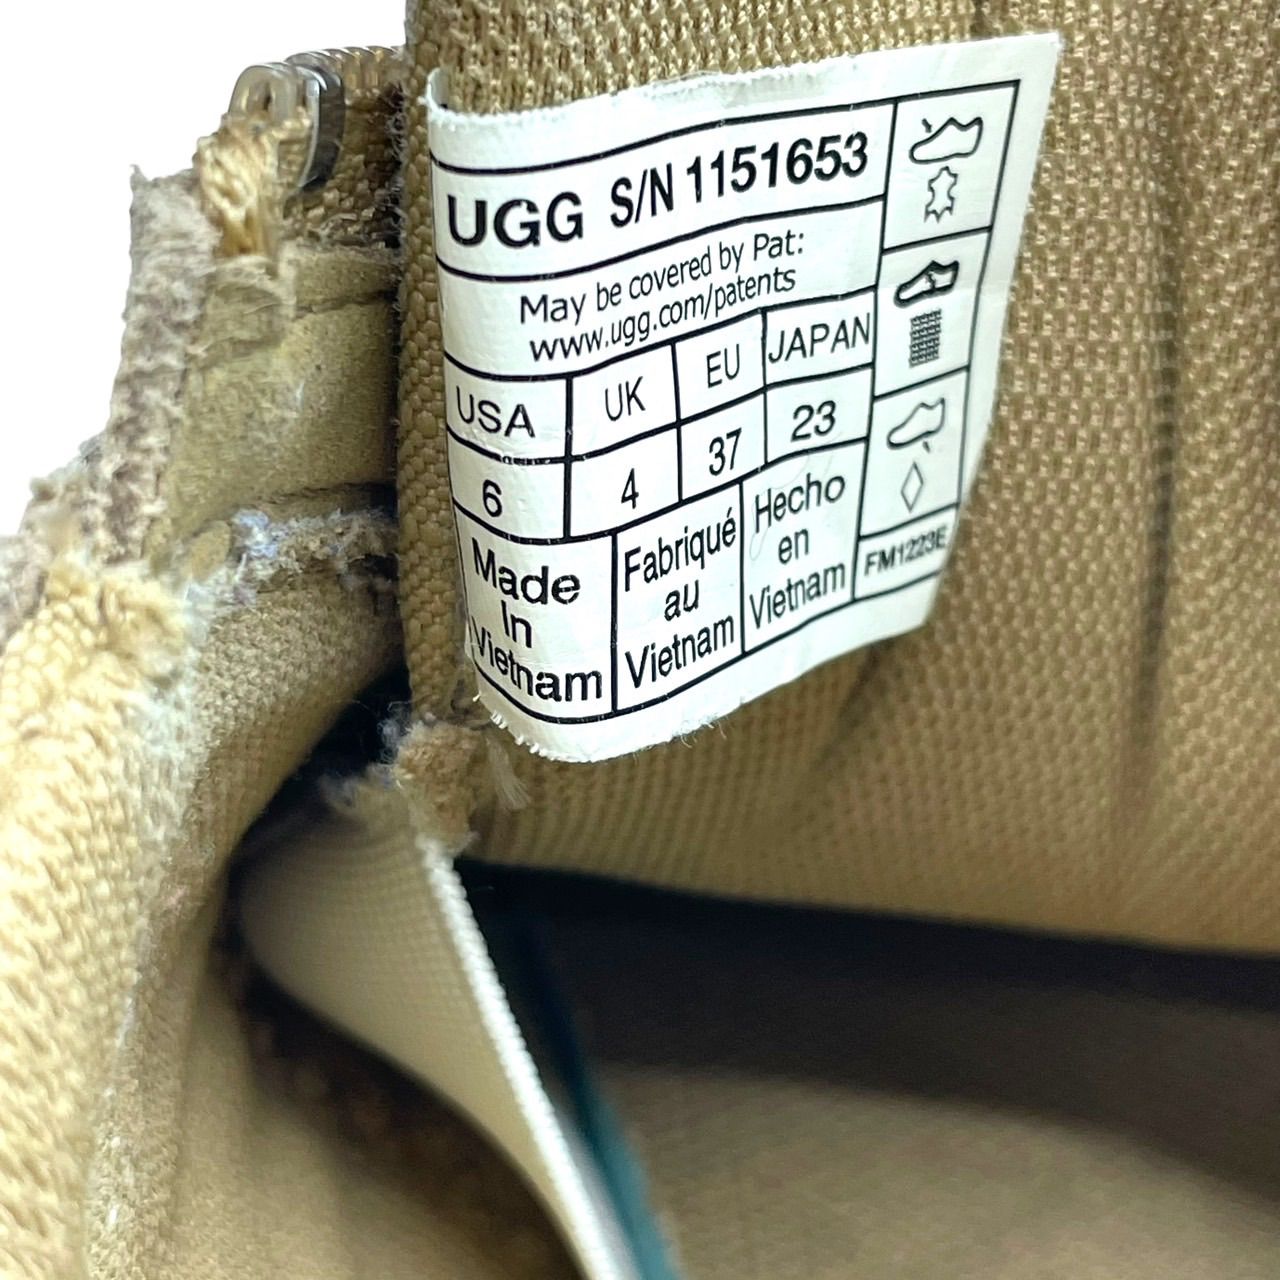 UGG S/N 1151653
May be covered by Pat:
www.ugg.com/patents
USA UK EU JAPAN
6 4 37 23
Made
In
Vietnam
Fabriqué
au
Vietnam
Hecho
en
Vietnam
FM1223E